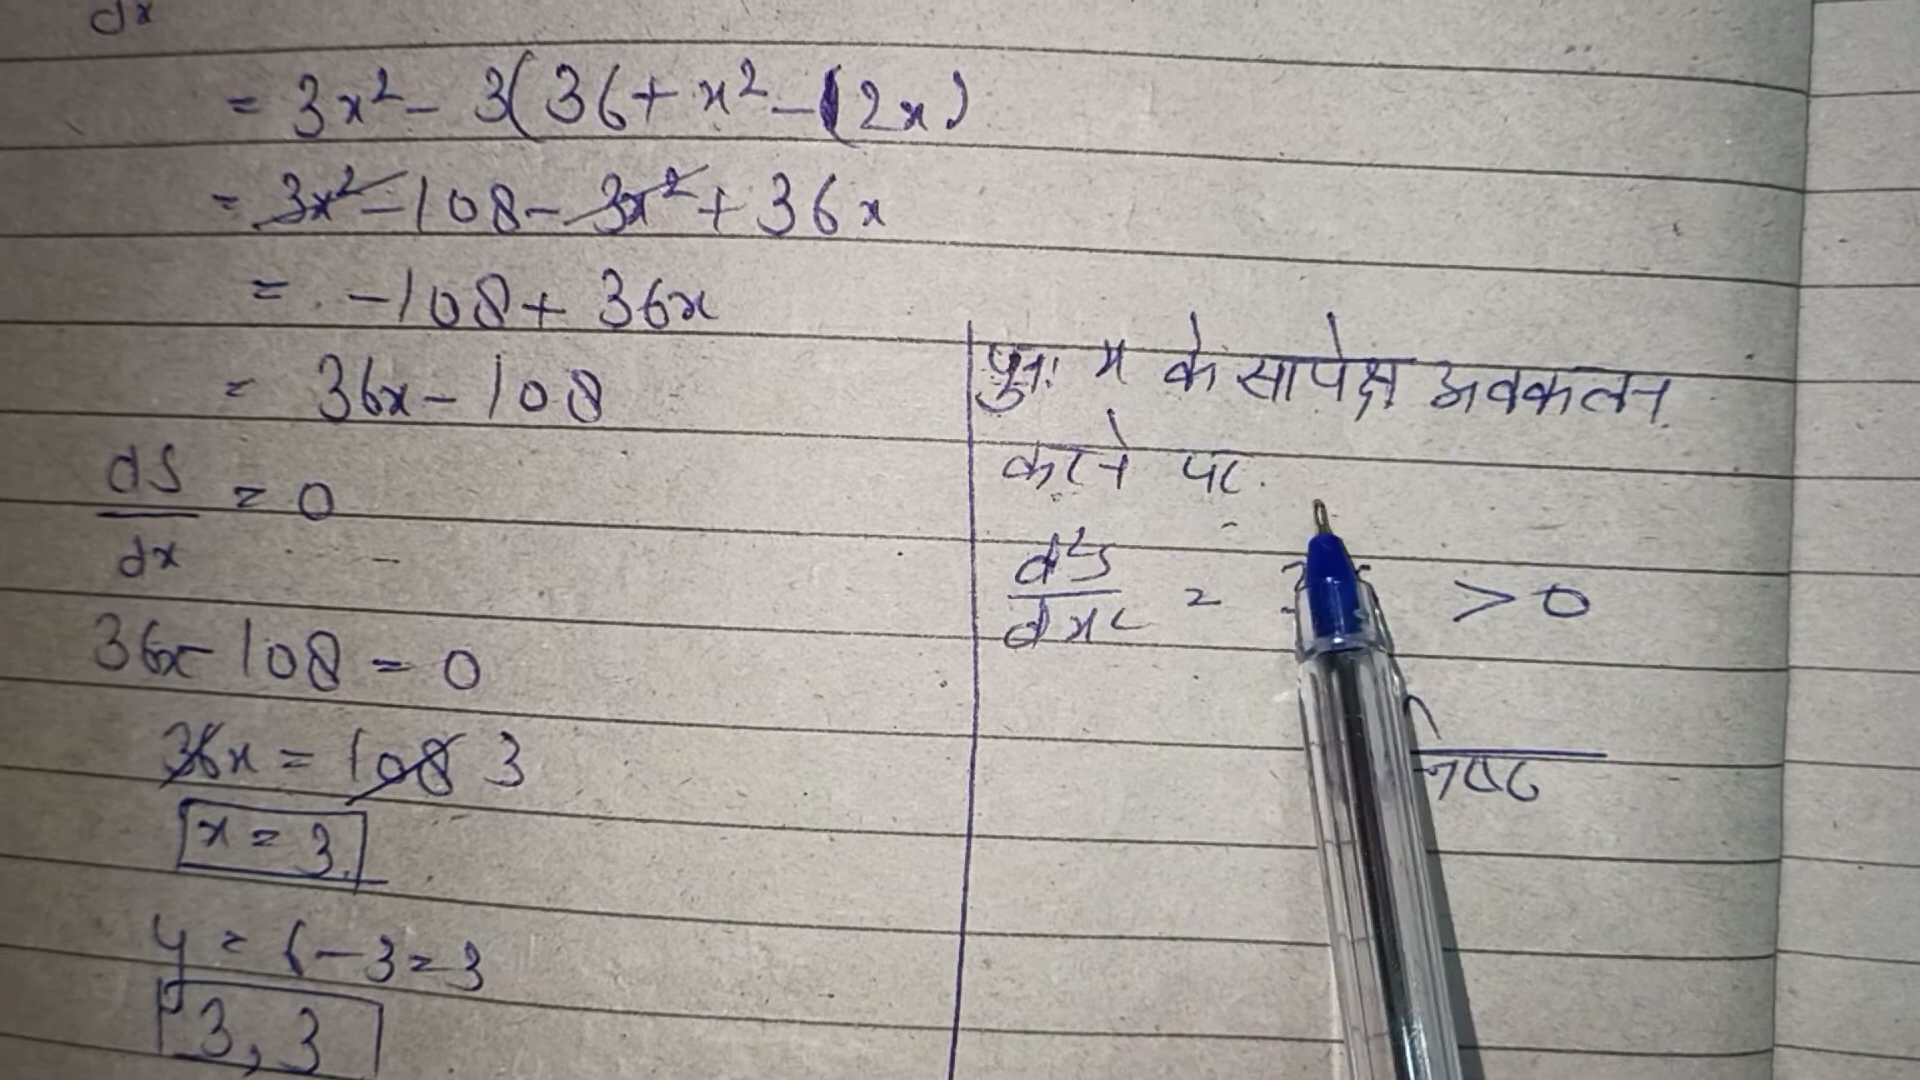 dx
= 3x² - 3(36 + x² - 12x)
= 3x² - 108 - 3x² + 36x
= -108 + 36x
= 36x - 108
dS/dx = 0
36x - 108 = 0
36x = 108 3
x = 3
y = 6 - 3 = 3
3, 3
पुनः x के सापेक्ष अवकलन
करने पर
d²S/dx² = > 0